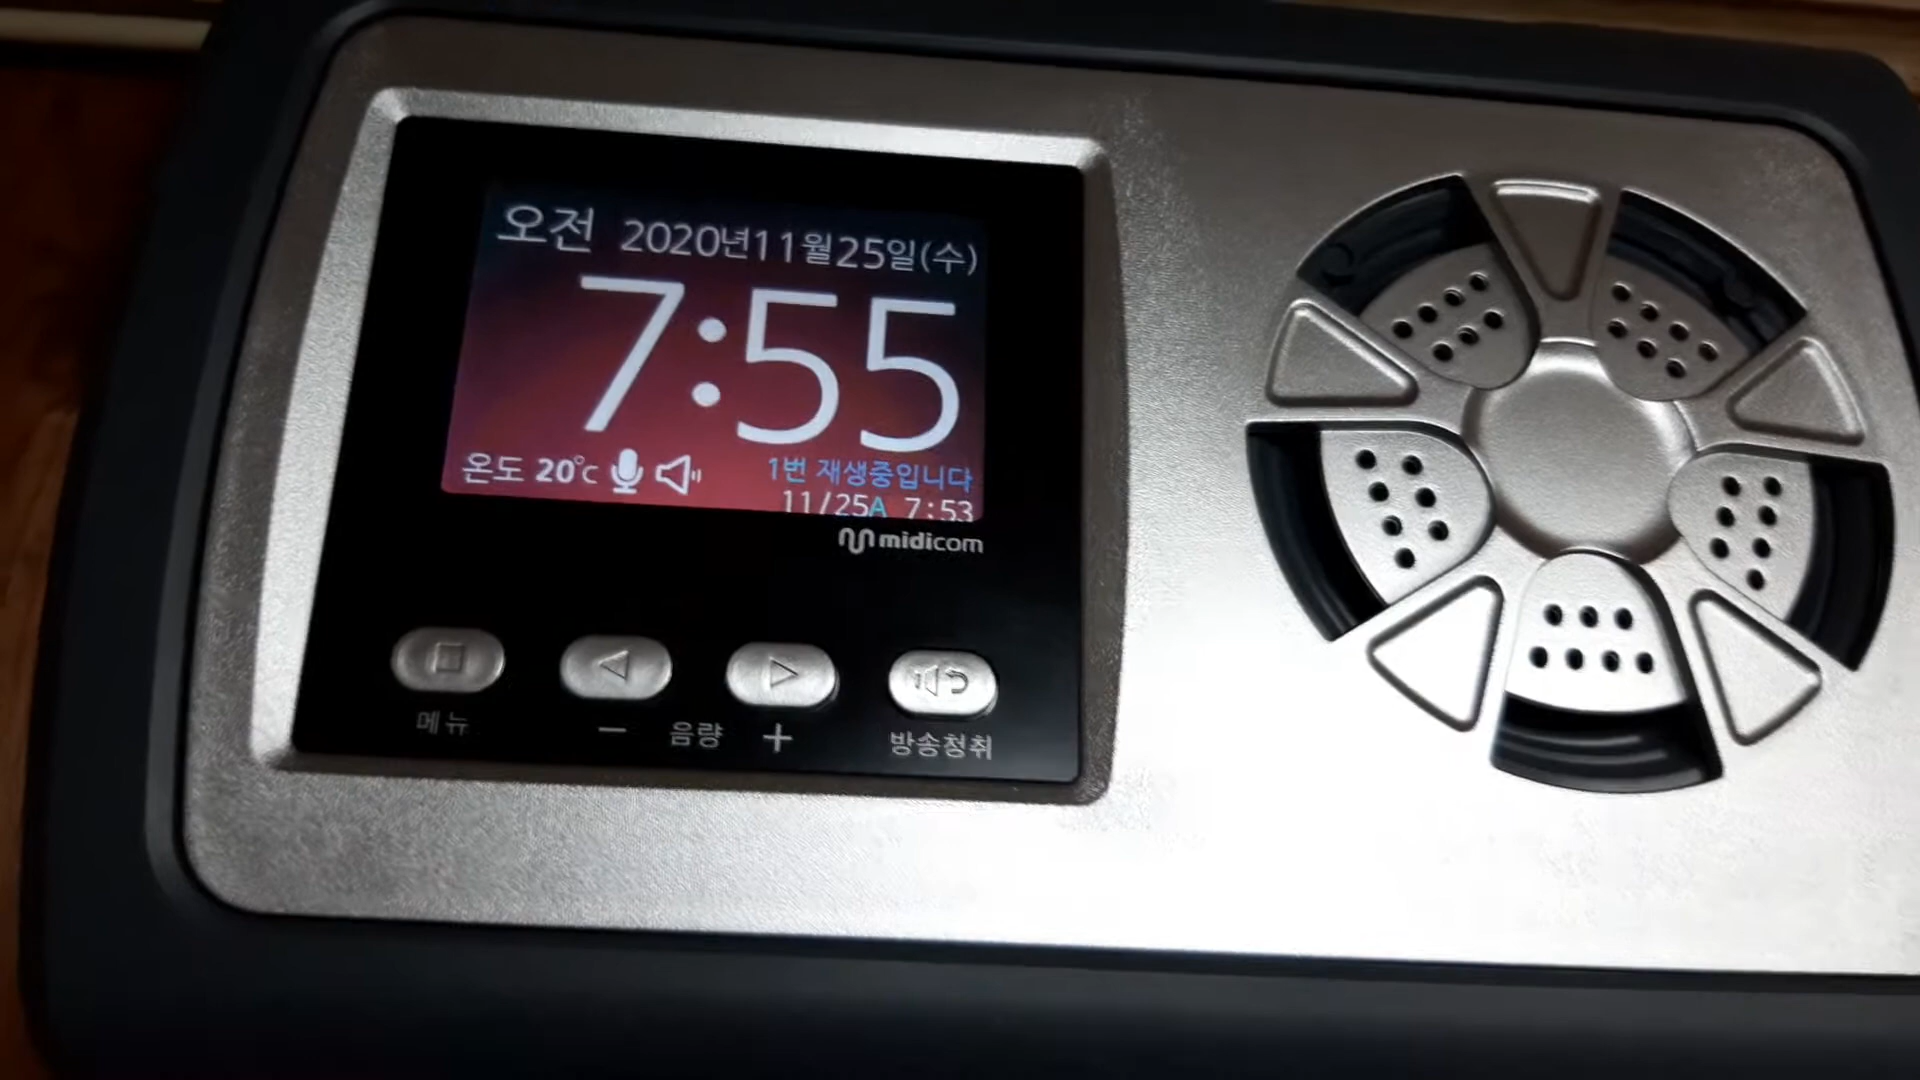 오전 2020년11월25일(수)
7:55
온도 20℃ 1번 재생중입니다
11/25A 7:53
midicom
메뉴 － 음량 ＋ 방송청취